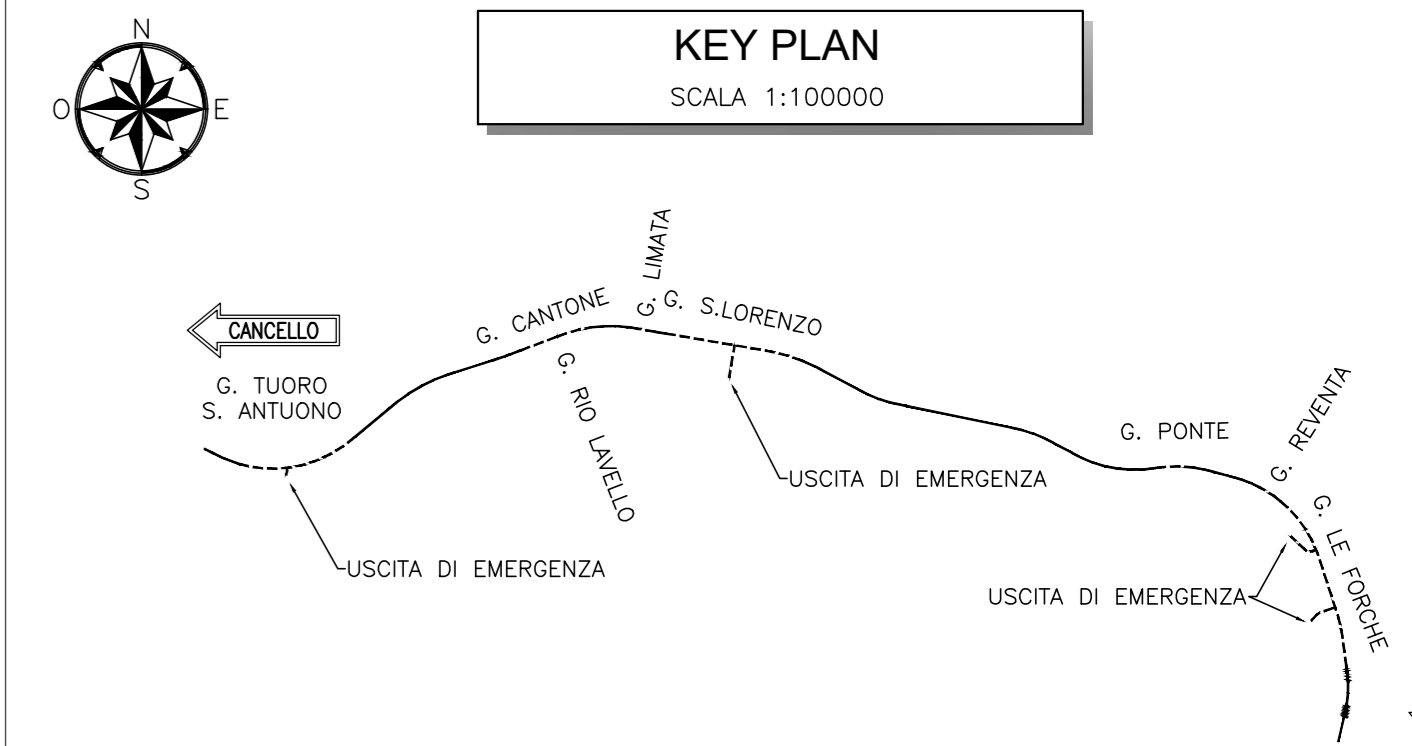 N
O
E
S
KEY PLAN
SCALA 1:100000
CANCELLO
G. TUORO
S. ANTUONO
G. CANTONE
G. RIO LAVELLO
G. LIMATA
G. S.LORENZO
USCITA DI EMERGENZA
USCITA DI EMERGENZA
G. PONTE
G. REVENTA
G. LE FORCHE
USCITA DI EMERGENZA